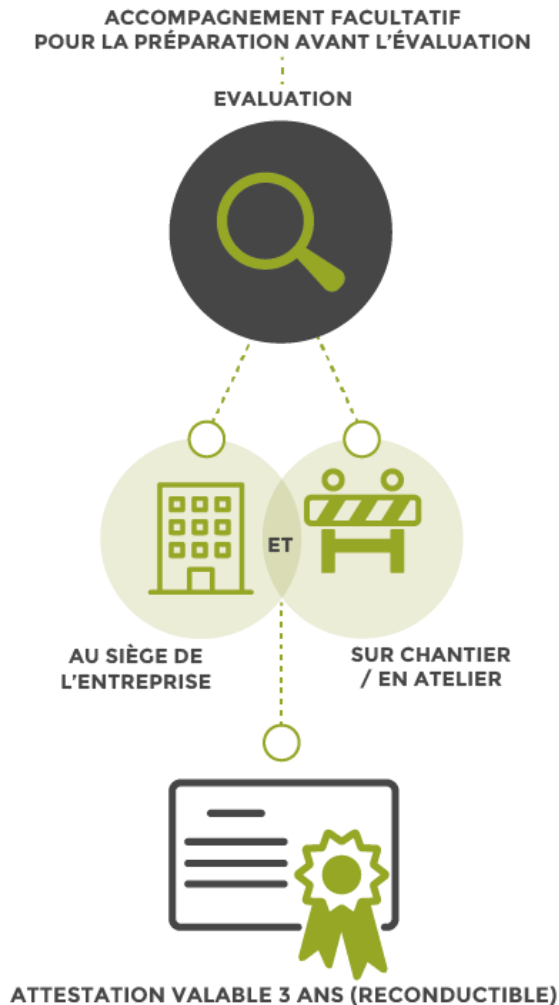 ACCOMPAGNEMENT FACULTATIF
POUR LA PRÉPARATION AVANT L'ÉVALUATION
EVALUATION
ET
AU SIÈGE DE
L'ENTREPRISE
SUR CHANTIER
/ EN ATELIER
ATTESTATION VALABLE 3 ANS (RECONDUCTIBLE)